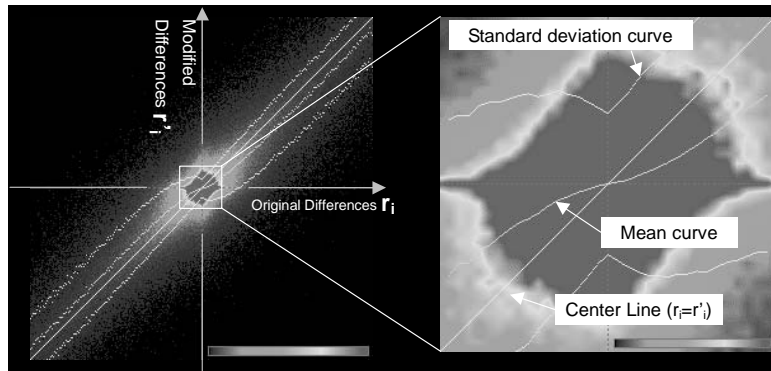 Modified
Differences r'i
Original Differences ri
Standard deviation curve
Mean curve
Center Line (ri=r'i)